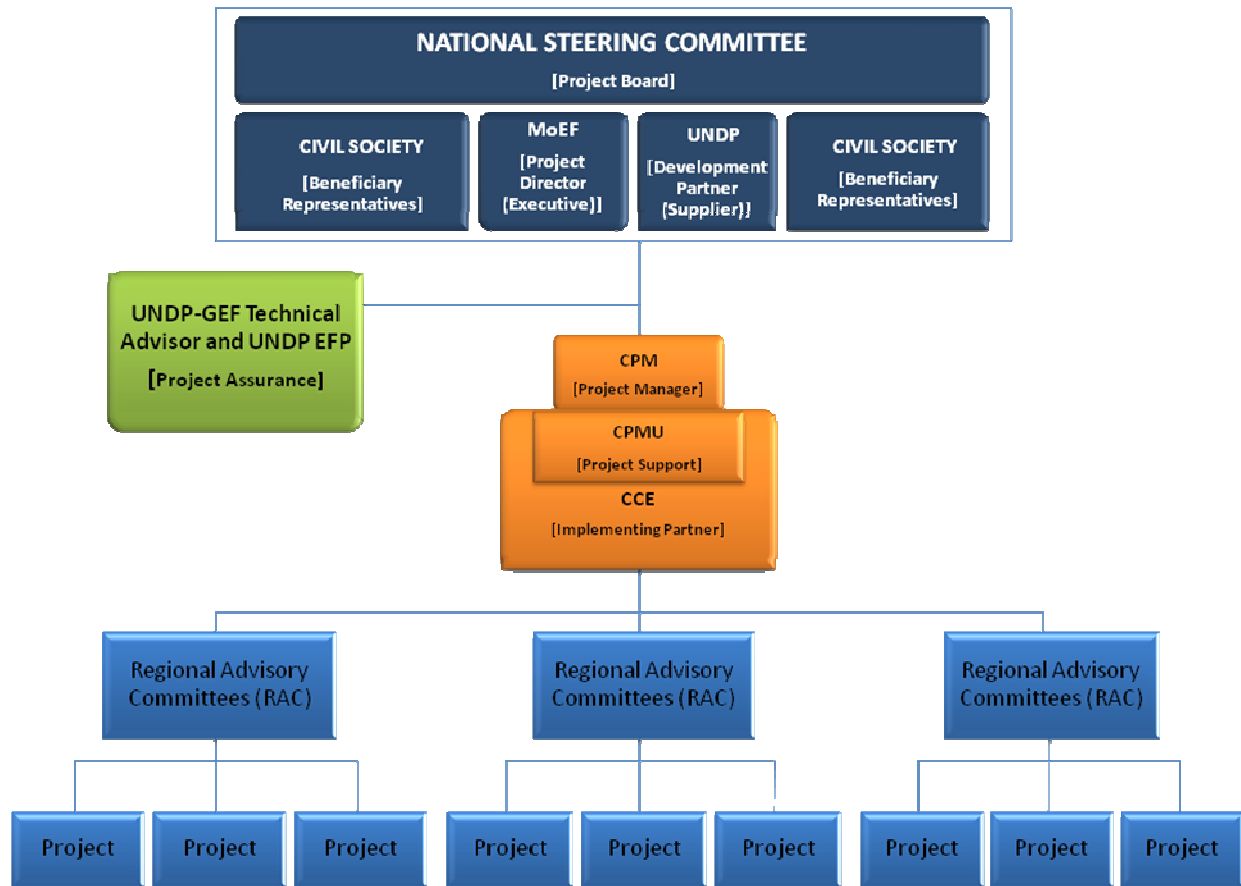 NATIONAL STEERING COMMITTEE
[Project Board]
CIVIL SOCIETY
[Beneficiary
Representatives]
MoEF
[Project
Director
(Executive)]
UNDP
[Development
Partner
(Supplier)]
CIVIL SOCIETY
[Beneficiary
Representatives]
UNDP-GEF Technical
Advisor and UNDP EFP
[Project Assurance]
CPM
[Project Manager]
CPMU
[Project Support]
CCE
[Implementing Partner]
Regional Advisory
Committees (RAC)
Regional Advisory
Committees (RAC)
Regional Advisory
Committees (RAC)
Project
Project
Project
Project
Project
Project
Project
Project
Project